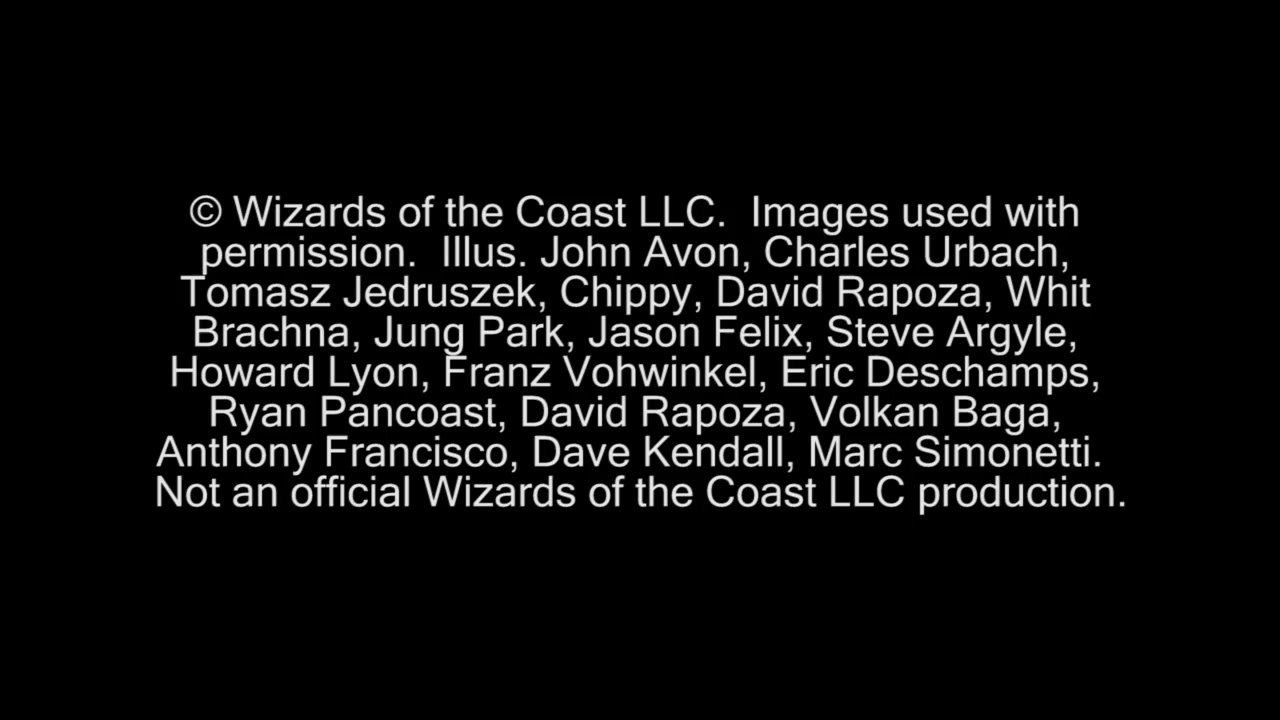 © Wizards of the Coast LLC.  Images used with
permission.  Illus. John Avon, Charles Urbach,
Tomasz Jedruszek, Chippy, David Rapoza, Whit
Brachna, Jung Park, Jason Felix, Steve Argyle,
Howard Lyon, Franz Vohwinkel, Eric Deschamps,
Ryan Pancoast, David Rapoza, Volkan Baga,
Anthony Francisco, Dave Kendall, Marc Simonetti.
Not an official Wizards of the Coast LLC production.